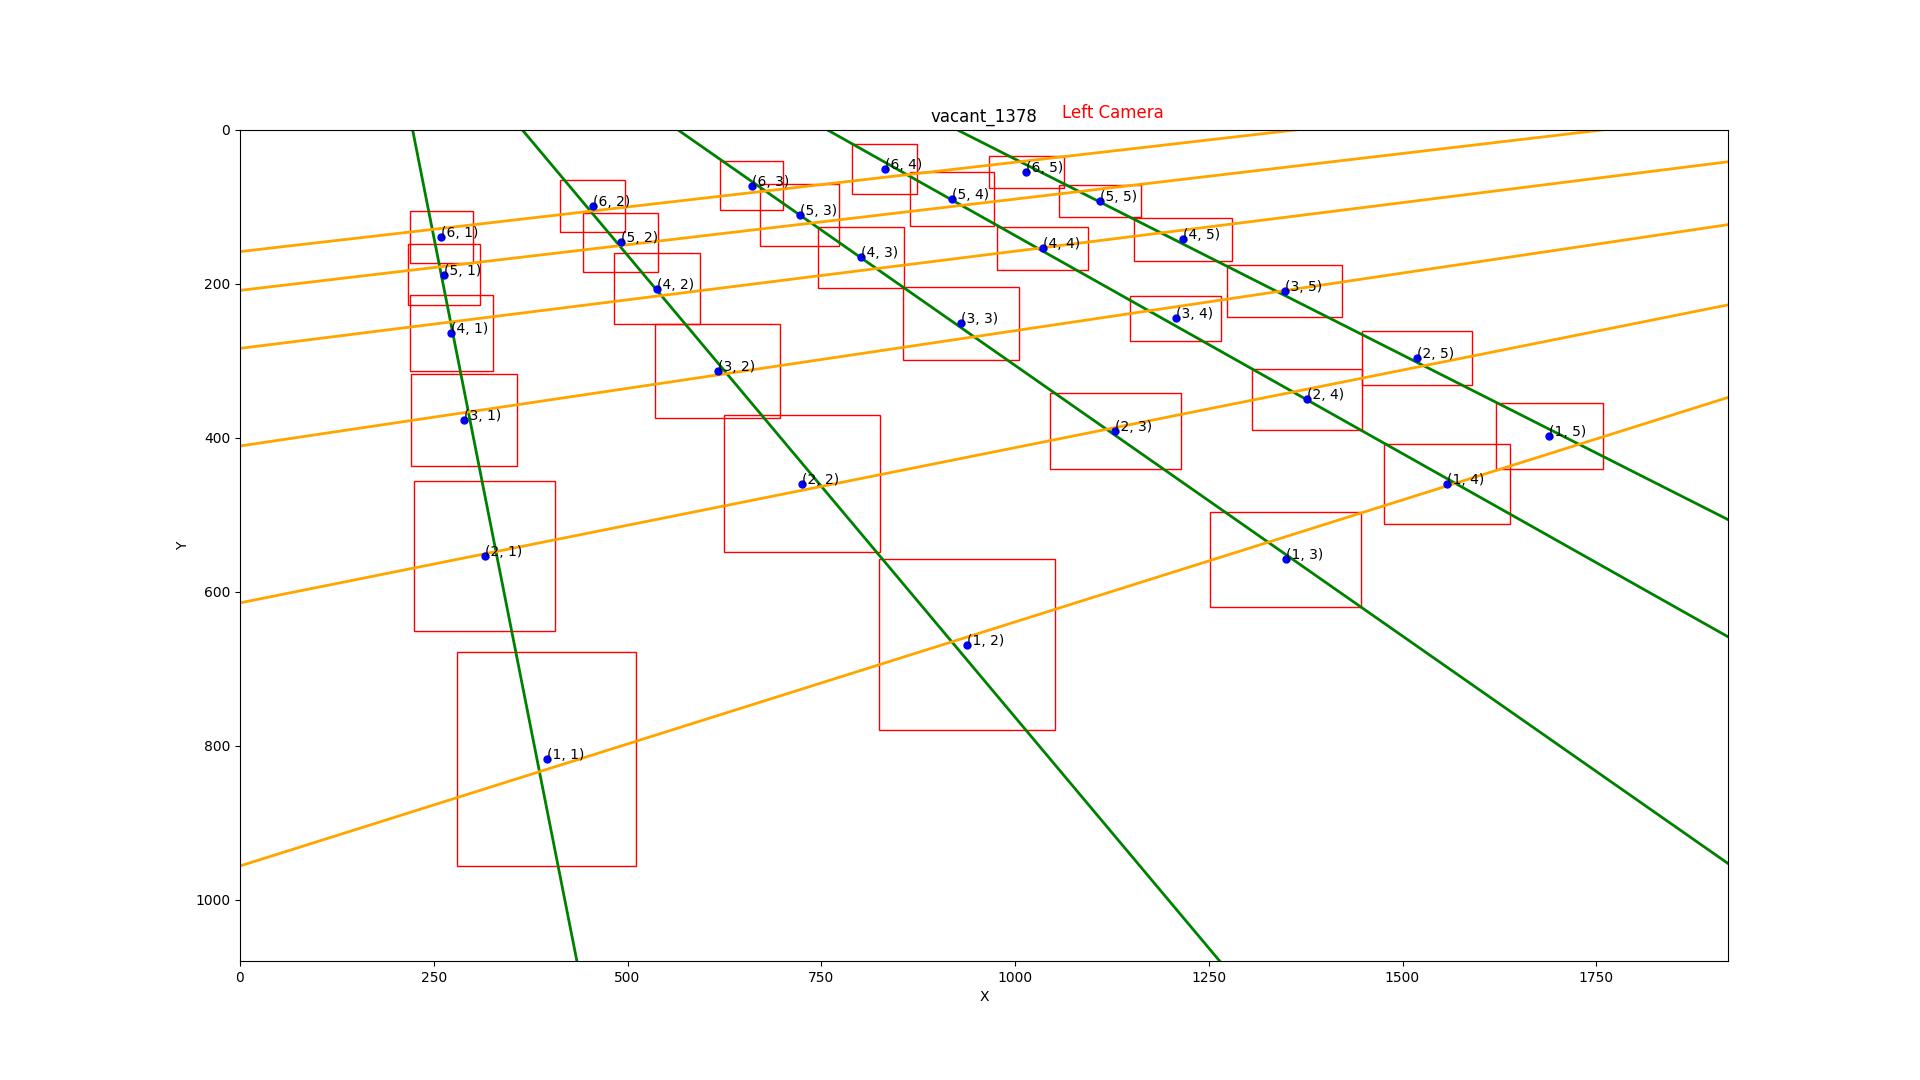 vacant_1378 Left Camera
0
(6, 4) (6, 5)
(6, 3) (5, 4) (5, 5)
(6, 2) (5, 3)
(6, 1) (5, 2) (4, 3) (4, 4) (4, 5)
(5, 1) (4, 2) (3, 5)
200
(4, 1) (3, 3) (3, 4)
(3, 2) (2, 5)
(3, 1) (2, 3) (2, 4) (1, 5)
400
(2, 2) (1, 4)
(2, 1) (1, 3)
Y
600
(1, 2)
800
(1, 1)
1000
0 250 500 750 1000 1250 1500 1750
X